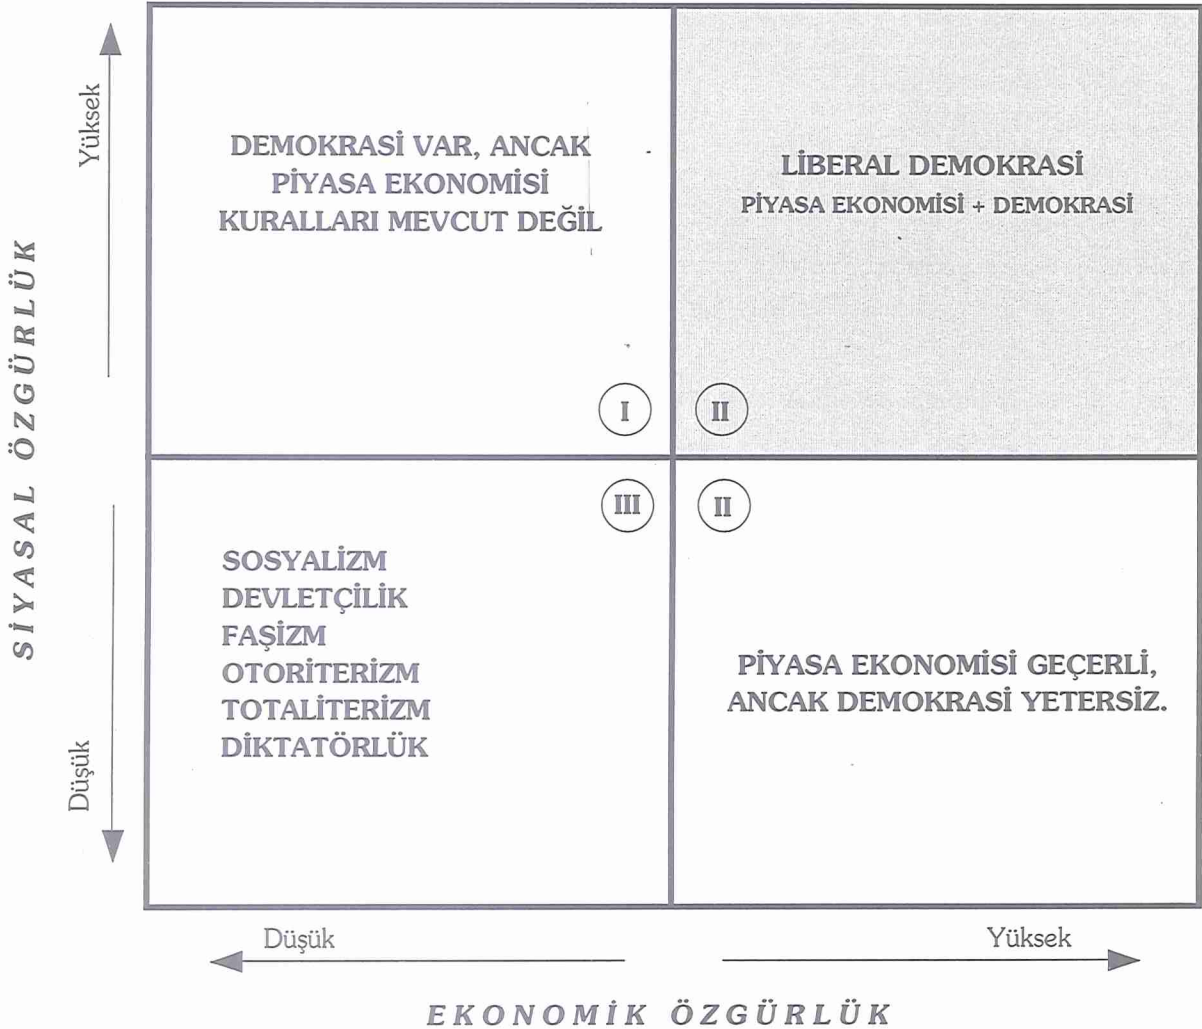 SİYASAL ÖZGÜRLÜK
Yüksek
Düşük
DEMOKRASİ VAR, ANCAK
PİYASA EKONOMİSİ
KURALLARI MEVCUT DEĞİL
I
LİBERAL DEMOKRASİ
PİYASA EKONOMİSİ + DEMOKRASİ
II
III
SOSYALİZM
DEVLETÇİLİK
FAŞİZM
OTORİTERİZM
TOTALİTERİZM
DİKTATÖRLÜK
II
PİYASA EKONOMİSİ GEÇERLİ,
ANCAK DEMOKRASİ YETERSİZ.
Düşük
Yüksek
EKONOMİK ÖZGÜRLÜK